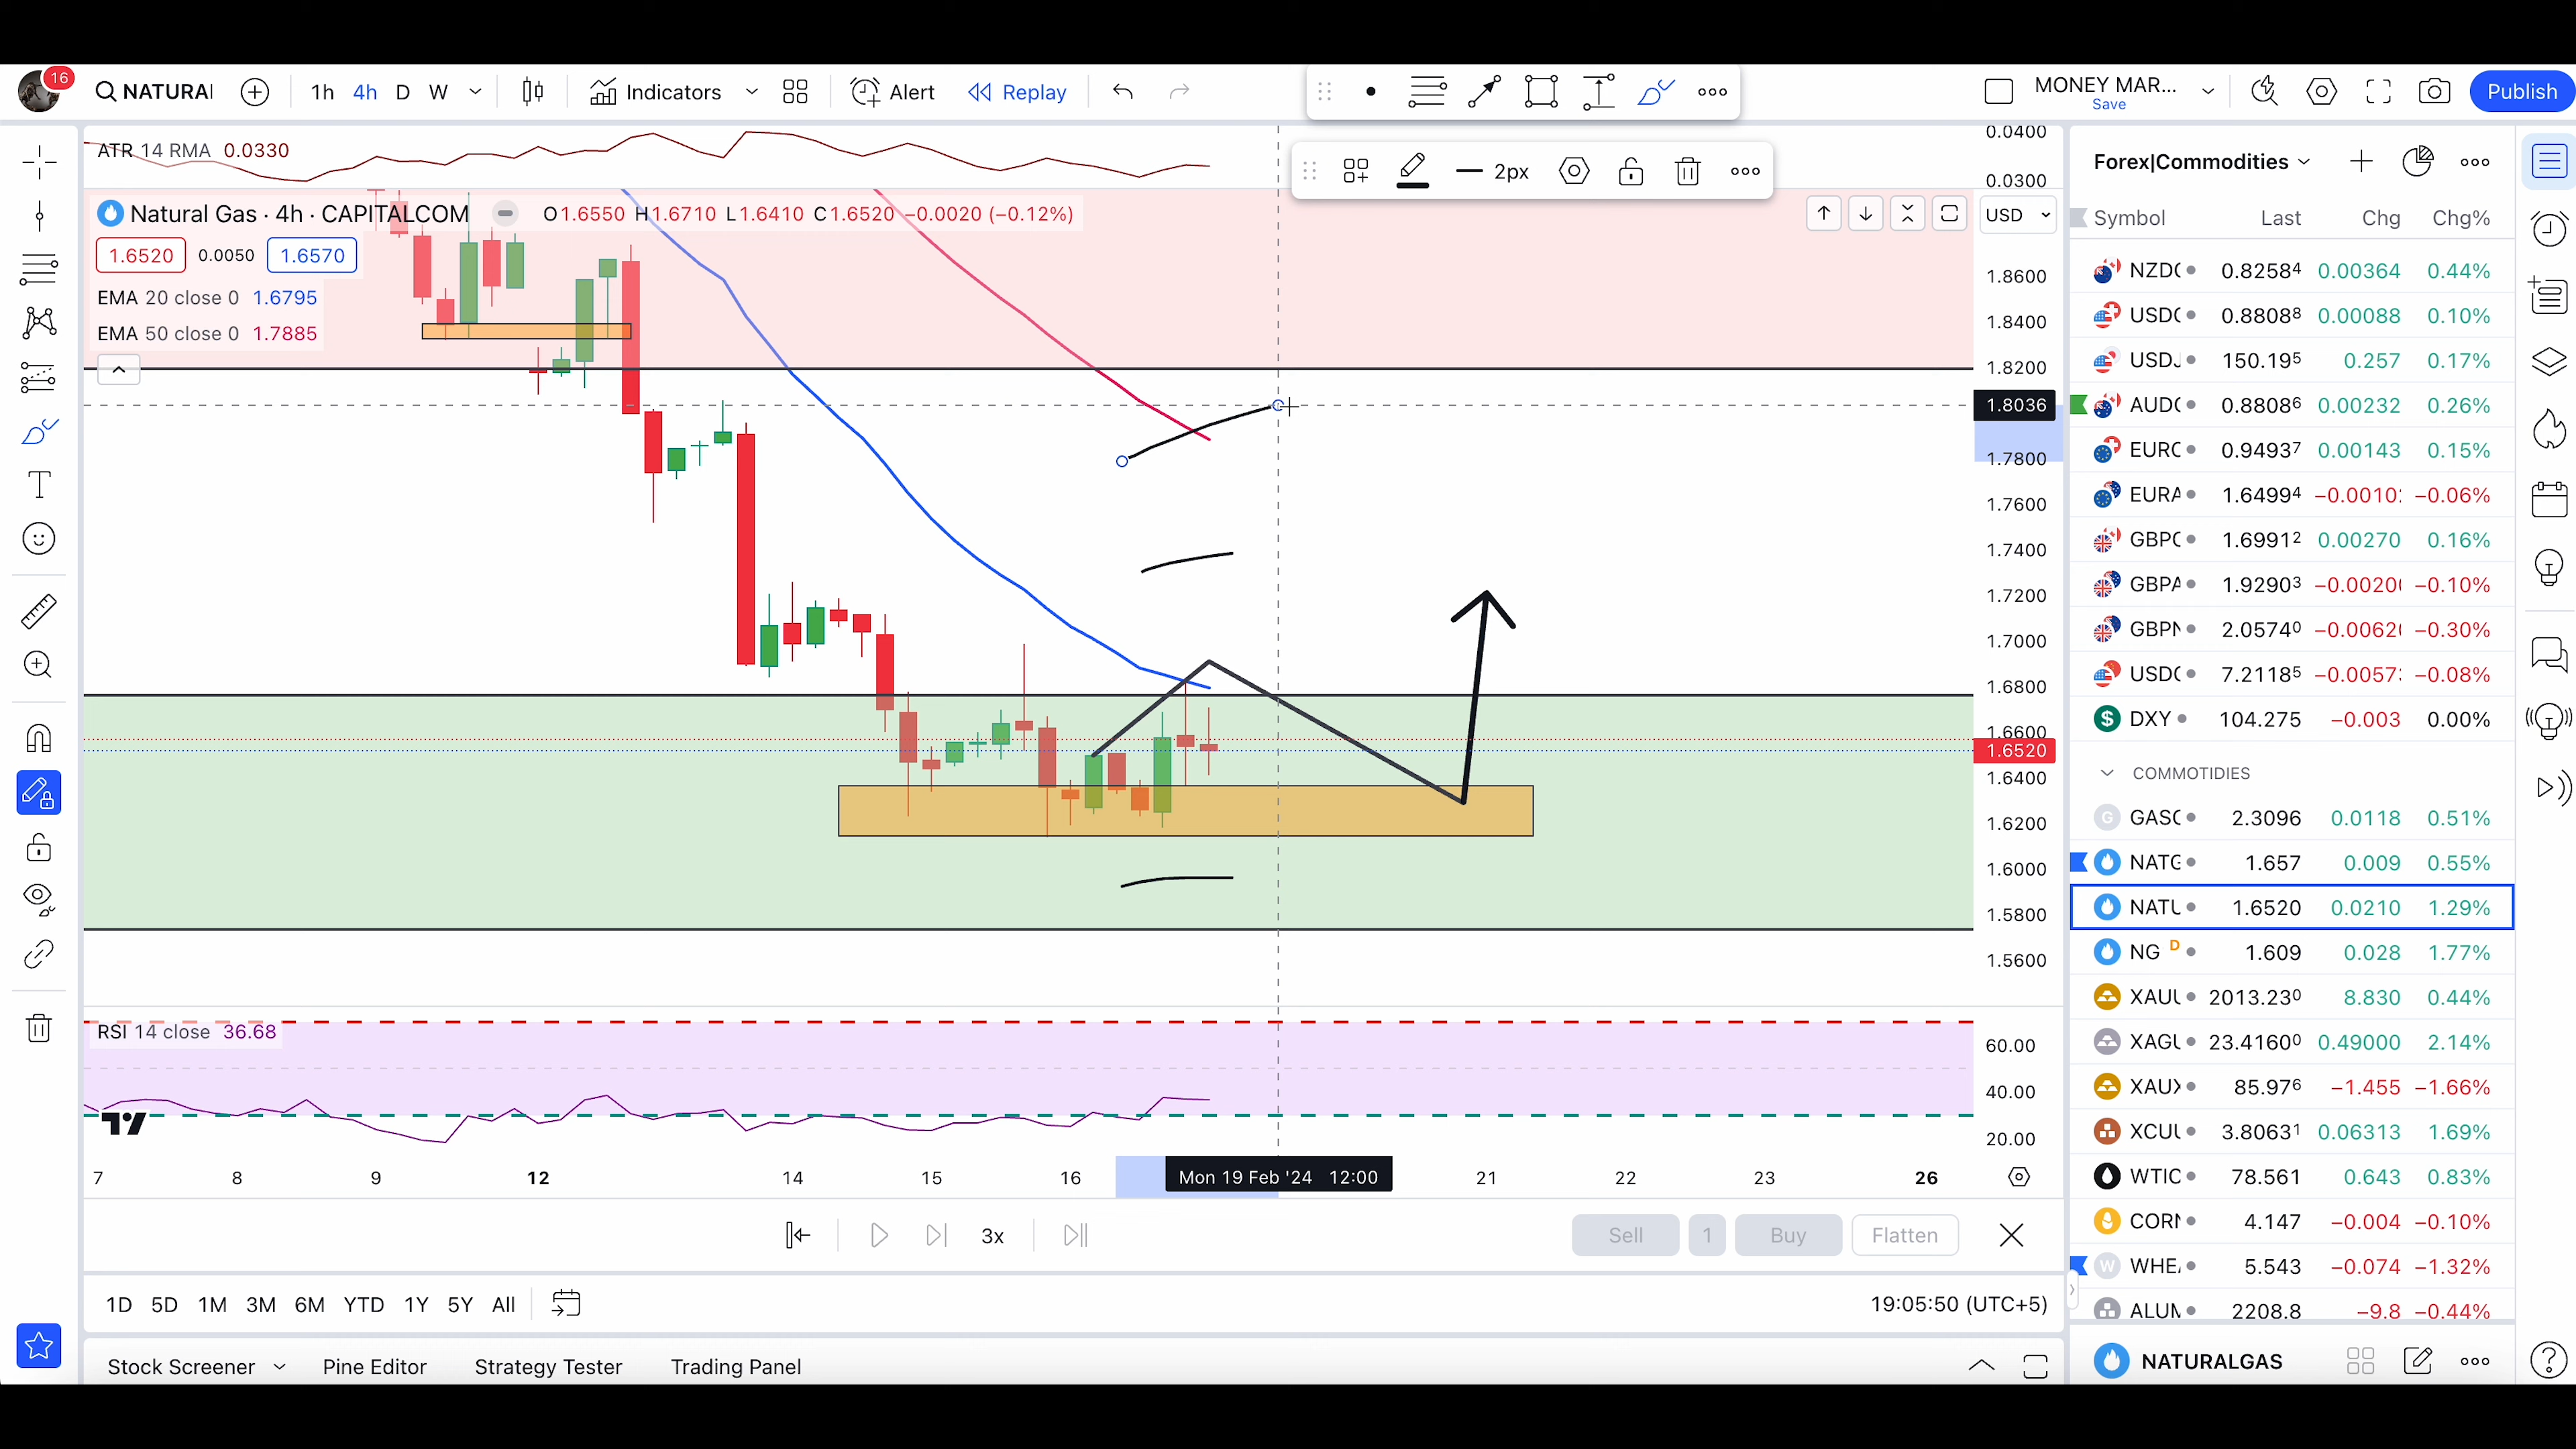 16
NATURAL
1h 4h D W
Indicators
Alert
Replay
MONEY MAR...
Save
Publish
ATR 14 RMA 0.0330
2px
Natural Gas · 4h · CAPITALCOM
O1.6550 H1.6710 L1.6410 C1.6520 −0.0020 (−0.12%)
1.6520 0.0050 1.6570
EMA 20 close 0 1.6795
EMA 50 close 0 1.7885
USD
0.0400
0.0300
1.8600
1.8400
1.8200
1.8036
1.7800
1.7600
1.7400
1.7200
1.7000
1.6800
1.6600
1.6520
1.6400
1.6200
1.6000
1.5800
1.5600
RSI 14 close 36.68
60.00
40.00
20.00
7 8 9 12 14 15 16 Mon 19 Feb '24 12:00 21 22 23 26
3x
Sell 1 Buy Flatten
1D 5D 1M 3M 6M YTD 1Y 5Y All
19:05:50 (UTC+5)
Stock Screener Pine Editor Strategy Tester Trading Panel
Forex|Commodities
Symbol Last Chg Chg%
NZDC 0.82584 0.00364 0.44%
USDC 0.88088 0.00088 0.10%
USDJ 150.195 0.257 0.17%
AUDC 0.88086 0.00232 0.26%
EURC 0.94937 0.00143 0.15%
EURA 1.64994 −0.0010 −0.06%
GBPC 1.69912 0.00270 0.16%
GBPA 1.92903 −0.0020 −0.10%
GBPN 2.05740 −0.0062 −0.30%
USDC 7.21185 −0.0057 −0.08%
DXY 104.275 −0.003 0.00%
COMMOTIDIES
GASC 2.3096 0.0118 0.51%
NATG 1.657 0.009 0.55%
NATU 1.6520 0.0210 1.29%
NG D 1.609 0.028 1.77%
XAUU 2013.230 8.830 0.44%
XAGU 23.41600 0.49000 2.14%
XAUX 85.976 −1.455 −1.66%
XCUU 3.80631 0.06313 1.69%
WTIC 78.561 0.643 0.83%
CORN 4.147 −0.004 −0.10%
WHEA 5.543 −0.074 −1.32%
ALUM 2208.8 −9.8 −0.44%
NATURALGAS